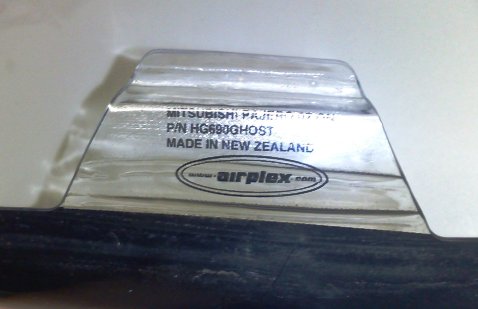 MITSUBISHI PAJERO
P/N HG690GHOST
MADE IN NEW ZEALAND
www.airplex.com